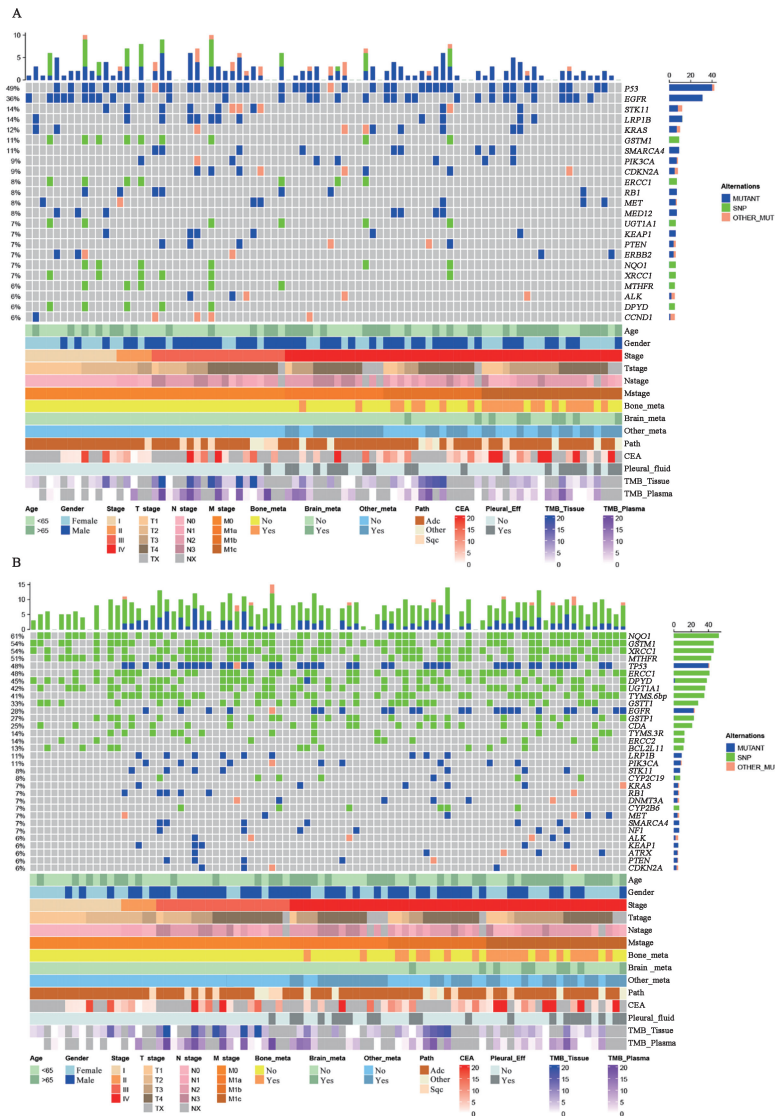 A
10
5
0
49% P53
36% EGFR
14% STK11
14% LRP1B
12% KRAS
11% GSTM1
11% SMARCA4
9% PIK3CA
9% CDKN2A
8% ERCC1
8% RB1
8% MET
8% MED12
7% UGT1A1
7% KEAP1
7% PTEN
7% ERBB2
7% NQO1
7% XRCC1
6% MTHFR
6% ALK
6% DPYD
6% CCND1
0 20 40
Alternations
MUTANT
SNP
OTHER_MUT
Age
Gender
Stage
Tstage
Nstage
Mstage
Bone_meta
Brain_meta
Other_meta
Path
CEA
Pleural_fluid
TMB_Tissue
TMB_Plasma
Age Gender Stage T_stage N_stage M_stage Bone_meta Brain_meta Other_meta Path CEA Pleural_Eff TMB_Tissue TMB_Plasma
<65 Female I T1 N0 M0 No No No Adc 20 No 20 20
>65 Male II T2 N1 M1a Yes Yes Yes Other 15 Yes 15 15
III T3 N2 M1b Sqc 10 10 10
IV T4 N3 M1c 5 5 5
TX NX 0 0 0
B
15
10
5
0
61% NQO1
54% GSTM1
54% XRCC1
51% MTHFR
48% TP53
48% ERCC1
45% DPYD
42% UGT1A1
41% TYMS.6bp
33% GSTT1
28% EGFR
27% GSTP1
25% CDA
14% TYMS.3R
14% ERCC2
13% BCL2L11
11% LRP1B
11% PIK3CA
8% STK11
8% CYP2C19
7% KRAS
7% RB1
7% DNMT3A
7% CYP2B6
7% MET
7% SMARCA4
7% NF1
6% ALK
6% KEAP1
6% ATRX
6% PTEN
6% CDKN2A
0 20 40
Alternations
MUTANT
SNP
OTHER_MU
Age
Gender
Stage
Tstage
Nstage
Mstage
Bone_meta
Brain _meta
Other_meta
Path
CEA
Pleural_fluid
TMB_Tissue
TMB_Plasma
Age Gender Stage T_stage N_stage M_stage Bone_meta Brain_meta Other_meta Path CEA Pleural_Eff TMB_Tissue TMB_Plasma
<65 Female I T1 N0 M0 No No No Adc 20 No 20 20
>65 Male II T2 N1 M1a Yes Yes Yes Other 15 Yes 15 15
III T3 N2 M1b Sqc 10 10 10
IV T4 N3 M1c 5 5 5
TX NX 0 0 0